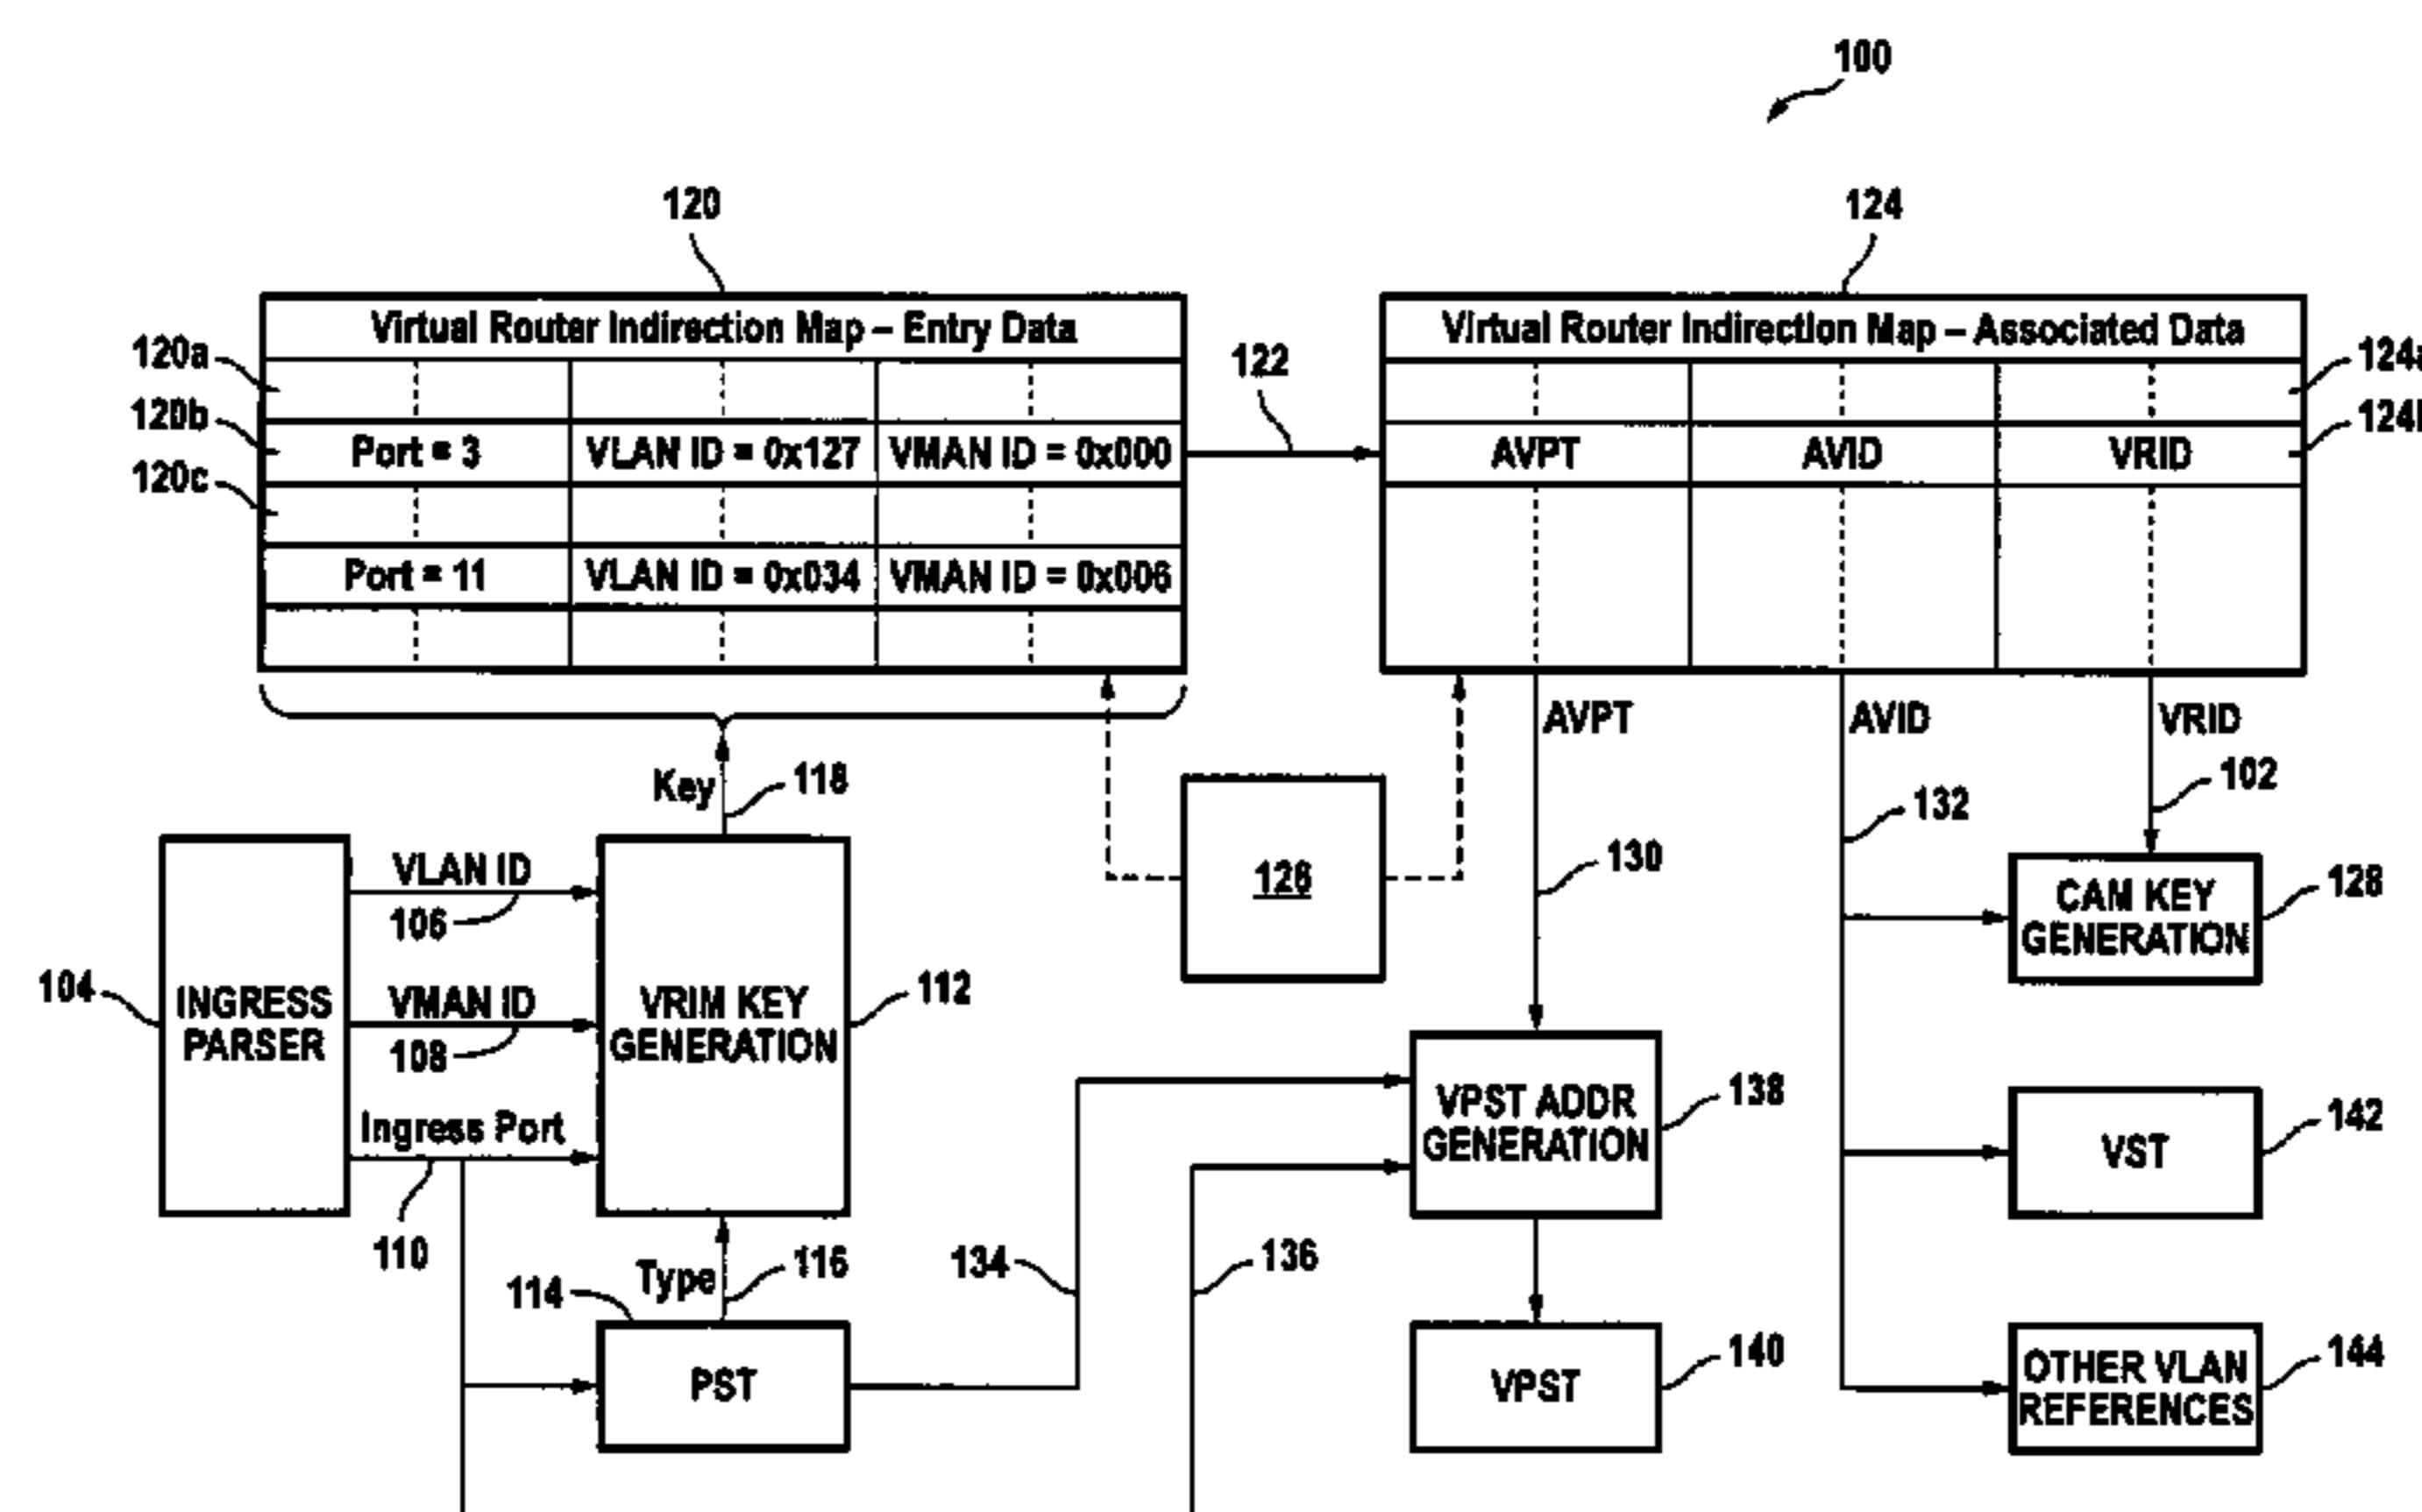 100
120
124
Virtual Router Indirection Map – Entry Data
Virtual Router Indirection Map – Associated Data
120a
122
124a
120b
Port = 3
VLAN ID = 0x127
VMAN ID = 0x000
AVPT
AVID
VRID
120c
Port = 11
VLAN ID = 0x034
VMAN ID = 0x006
AVPT
AVID
VRID
Key
118
102
132
VLAN ID
106
126
130
CAM KEY
GENERATION
128
104
INGRESS
PARSER
VMAN ID
108
VRIM KEY
GENERATION
112
Ingress Port
110
VPST ADDR
GENERATION
138
VST
142
Type
116
134
136
114
PST
VPST
140
OTHER VLAN
REFERENCES
144